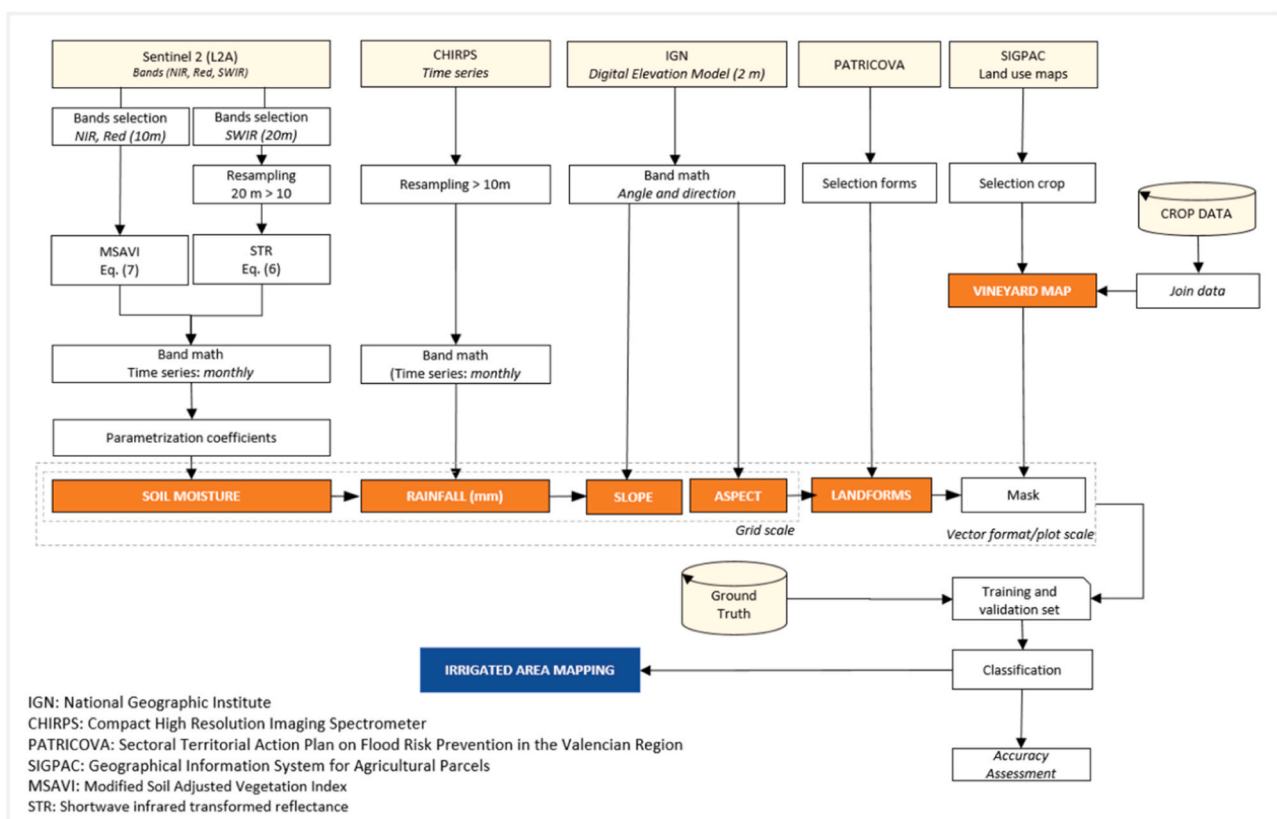 Sentinel 2 (L2A)
Bands (NIR, Red, SWIR)
CHIRPS
Time series
IGN
Digital Elevation Model (2 m)
PATRICOVA
SIGPAC
Land use maps
Bands selection
NIR, Red (10m)
Bands selection
SWIR (20m)
Resampling
20 m > 10
Resampling > 10m
Band math
Angle and direction
Selection forms
Selection crop
CROP DATA
MSAVI
Eq. (7)
STR
Eq. (6)
VINEYARD MAP
Join data
Band math
Time series: monthly
Band math
(Time series: monthly
Parametrization coefficients
SOIL MOISTURE
RAINFALL (mm)
SLOPE
ASPECT
LANDFORMS
Mask
Grid scale
Vector format/plot scale
Ground
Truth
Training and
validation set
IRRIGATED AREA MAPPING
Classification
Accuracy
Assessment
IGN: National Geographic Institute
CHIRPS: Compact High Resolution Imaging Spectrometer
PATRICOVA: Sectoral Territorial Action Plan on Flood Risk Prevention in the Valencian Region
SIGPAC: Geographical Information System for Agricultural Parcels
MSAVI: Modified Soil Adjusted Vegetation Index
STR: Shortwave infrared transformed reflectance